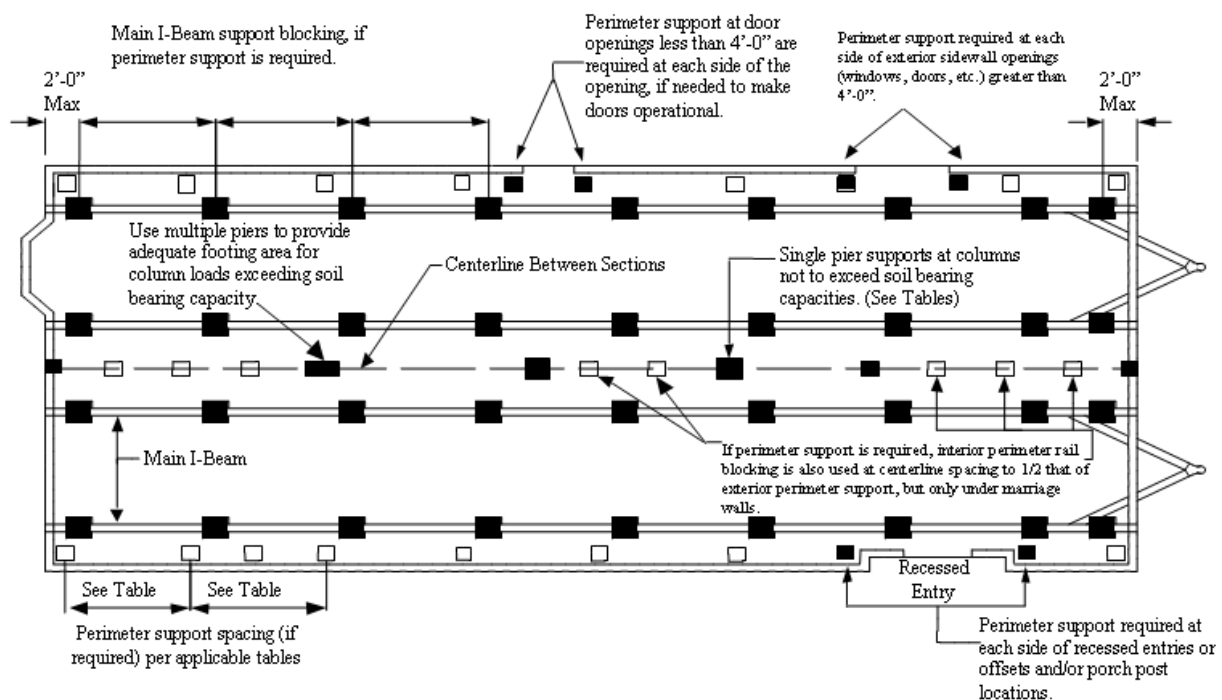 Main I-Beam support blocking, if
perimeter support is required.
Perimeter support at door
openings less than 4’-0” are
required at each side of the
opening, if needed to make
doors operational.
Perimeter support required at each
side of exterior sidewall openings
(windows, doors, etc.) greater than
4’-0”.
2’-0”
Max
2’-0”
Max
Use multiple piers to provide
adequate footing area for
column loads exceeding soil
bearing capacity
Centerline Between Sections
Single pier supports at columns
not to exceed soil bearing
capacities. (See Tables)
Main I-Beam
If perimeter support is required, interior perimeter rail
blocking is also used at centerline spacing to 1/2 that of
exterior perimeter support, but only under marriage
walls.
See Table
See Table
Perimeter support spacing (if
required) per applicable tables
Recessed
Entry
Perimeter support required at
each side of recessed entries or
offsets and/or porch post
locations.